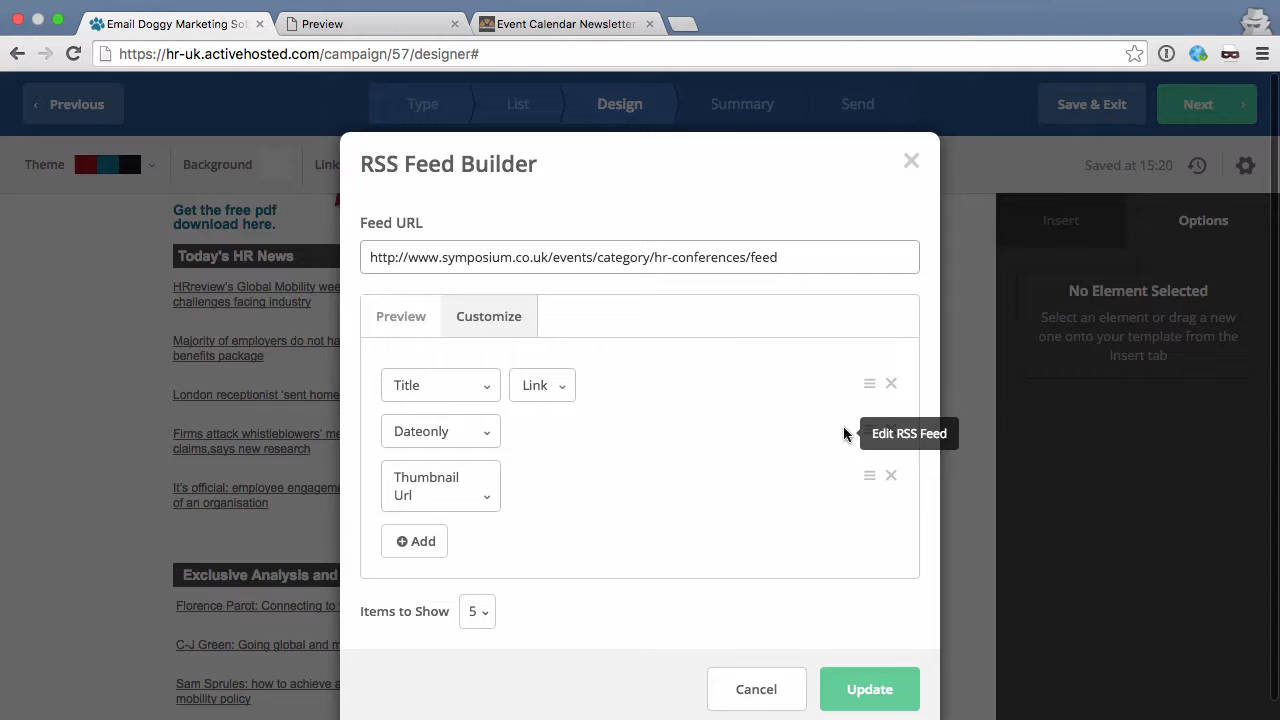 Email Doggy Marketing Sof
Preview
Event Calendar Newsletter
https://hr-uk.activehosted.com/campaign/57/designer#
Previous
Type
List
Design
Summary
Send
Save & Exit
Next
Theme
Background
Link
Saved at 15:20
RSS Feed Builder
Get the free pdf
download here.
Today's HR News
HRreview's Global Mobility wee
challenges facing industry
Majority of employers do not ha
benefits package
London receptionist 'sent home
Firms attack whistleblowers' me
claims,says new research
It's official: employee engageme
of an organisation
Exclusive Analysis and
Florence Parot: Connecting to
C-J Green: Going global and m
Sam Sprules: how to achieve a
mobility policy
Feed URL
http://www.symposium.co.uk/events/category/hr-conferences/feed
Preview
Customize
Title
Link
Dateonly
Edit RSS Feed
Thumbnail
Url
Add
Items to Show
5
Cancel
Update
Insert
Options
No Element Selected
Select an element or drag a new
one onto your template from the
Insert tab